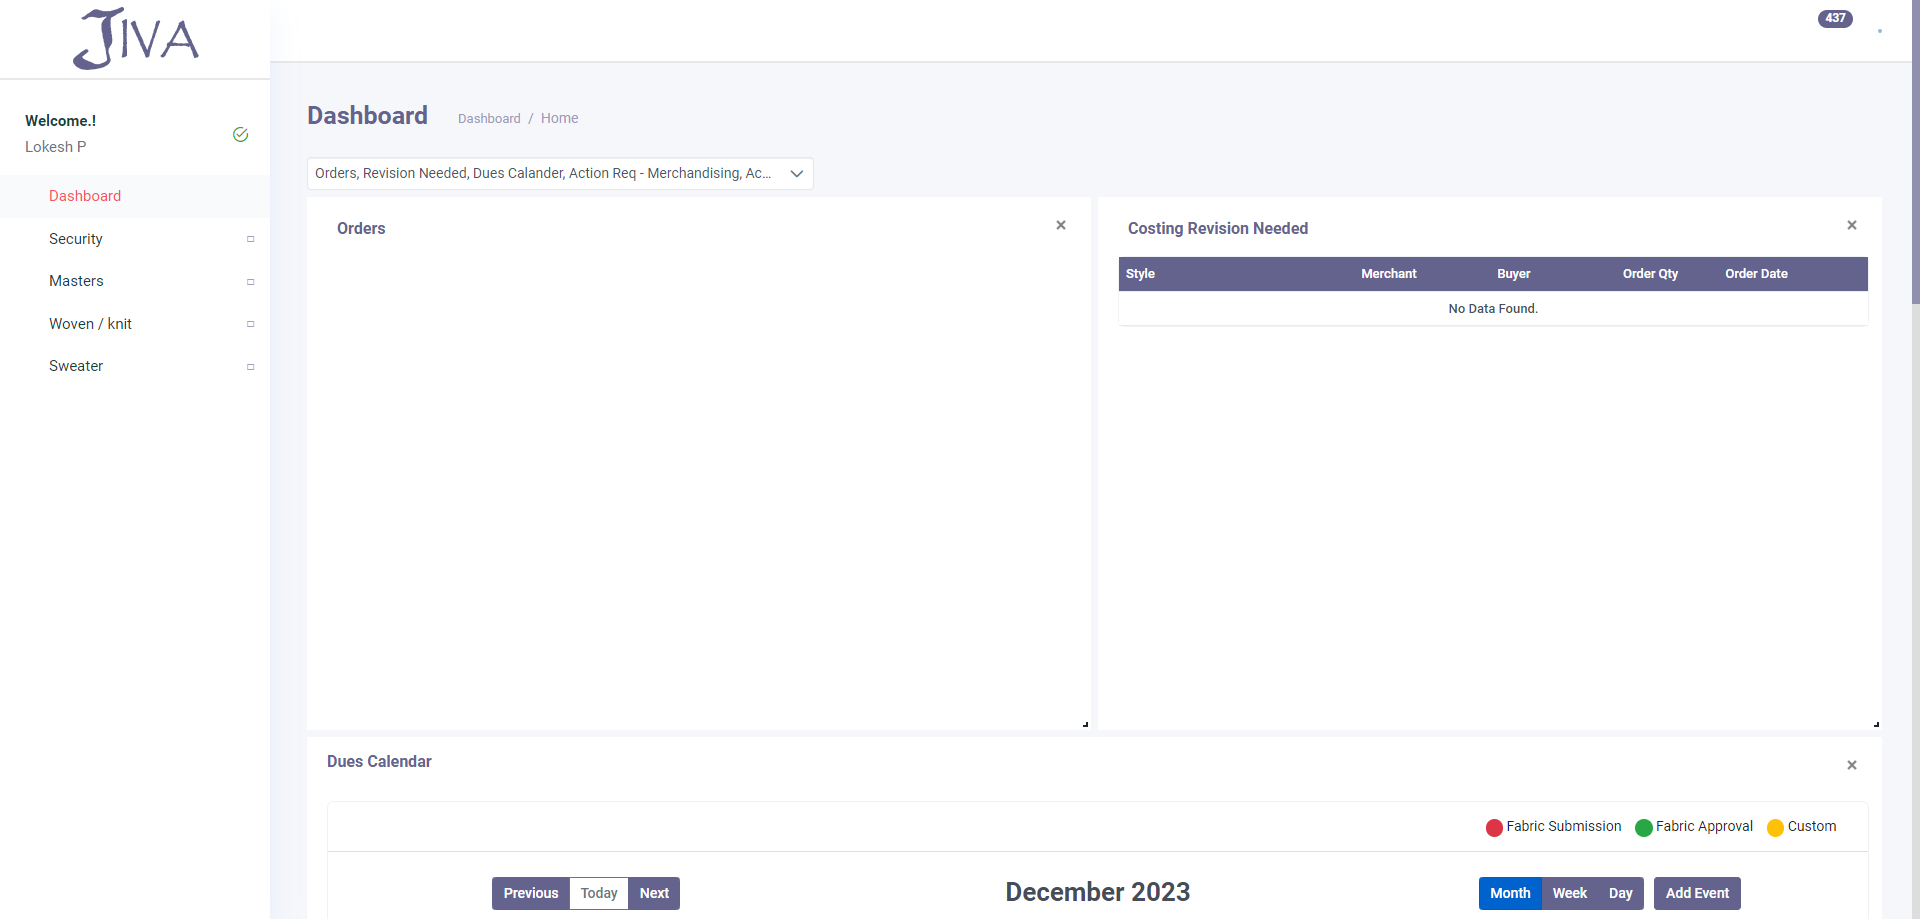 JIVA
437
Welcome.!
Lokesh P
Dashboard
Security
Masters
Woven / knit
Sweater
Dashboard
Dashboard / Home
Orders, Revision Needed, Dues Calander, Action Req - Merchandising, Ac...
Orders
×
Costing Revision Needed
×
Style Merchant Buyer Order Qty Order Date
No Data Found.
Dues Calendar
×
Fabric Submission Fabric Approval Custom
Previous Today Next
December 2023
Month Week Day Add Event